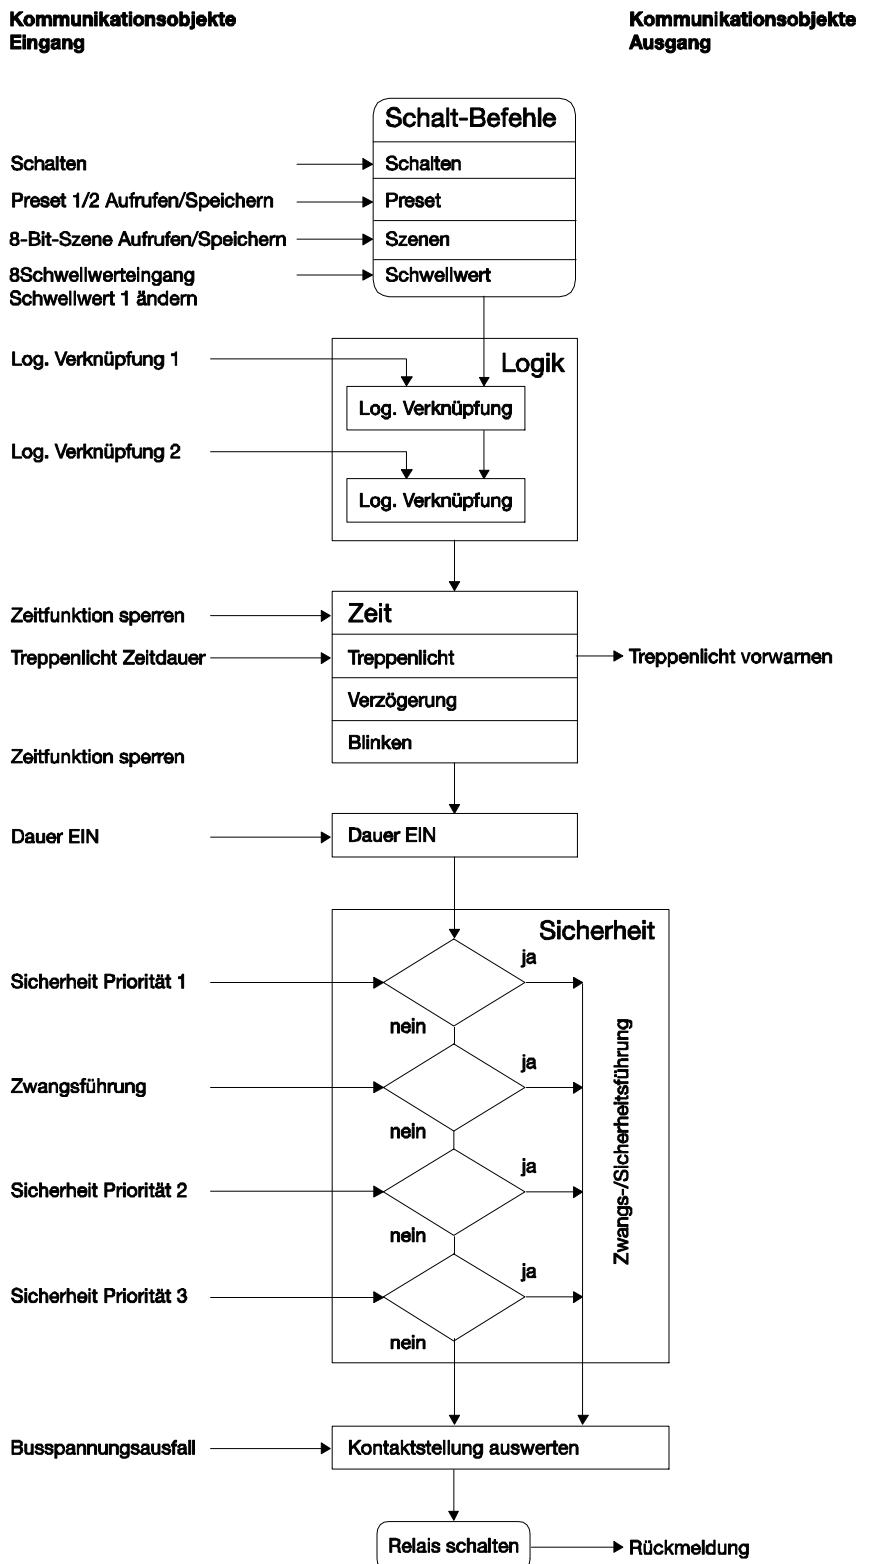 Kommunikationsobjekte
Eingang
Kommunikationsobjekte
Ausgang
Schalt-Befehle
Schalten
Schalten
Preset 1/2 Aufrufen/Speichern
Preset
8-Bit-Szene Aufrufen/Speichern
Szenen
8Schwellwerteingang
Schwellwert 1 ändern
Schwellwert
Log. Verknüpfung 1
Logik
Log. Verknüpfung
Log. Verknüpfung 2
Log. Verknüpfung
Zeitfunktion sperren
Zeit
Treppenlicht Zeitdauer
Treppenlicht
Treppenlicht vorwarnen
Verzögerung
Blinken
Zeitfunktion sperren
Dauer EIN
Dauer EIN
Sicherheit
ja
Sicherheit Priorität 1
nein
ja
Zwangsführung
nein
ja
Sicherheit Priorität 2
nein
ja
Sicherheit Priorität 3
nein
Zwangs-/Sicherheitsführung
Busspannungsausfall
Kontaktstellung auswerten
Relais schalten
Rückmeldung